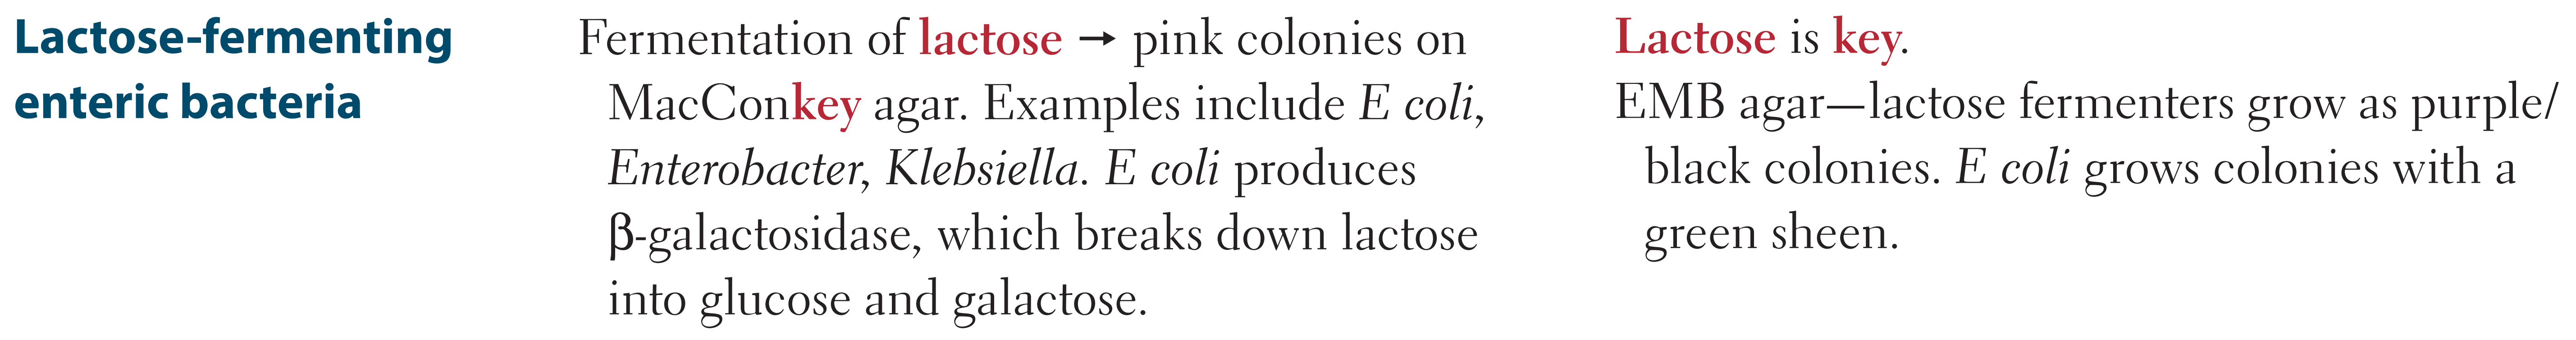 Lactose-fermenting
enteric bacteria
Fermentation of lactose → pink colonies on
MacConkey agar. Examples include E coli,
Enterobacter, Klebsiella. E coli produces
β-galactosidase, which breaks down lactose
into glucose and galactose.
Lactose is key.
EMB agar—lactose fermenters grow as purple/
black colonies. E coli grows colonies with a
green sheen.